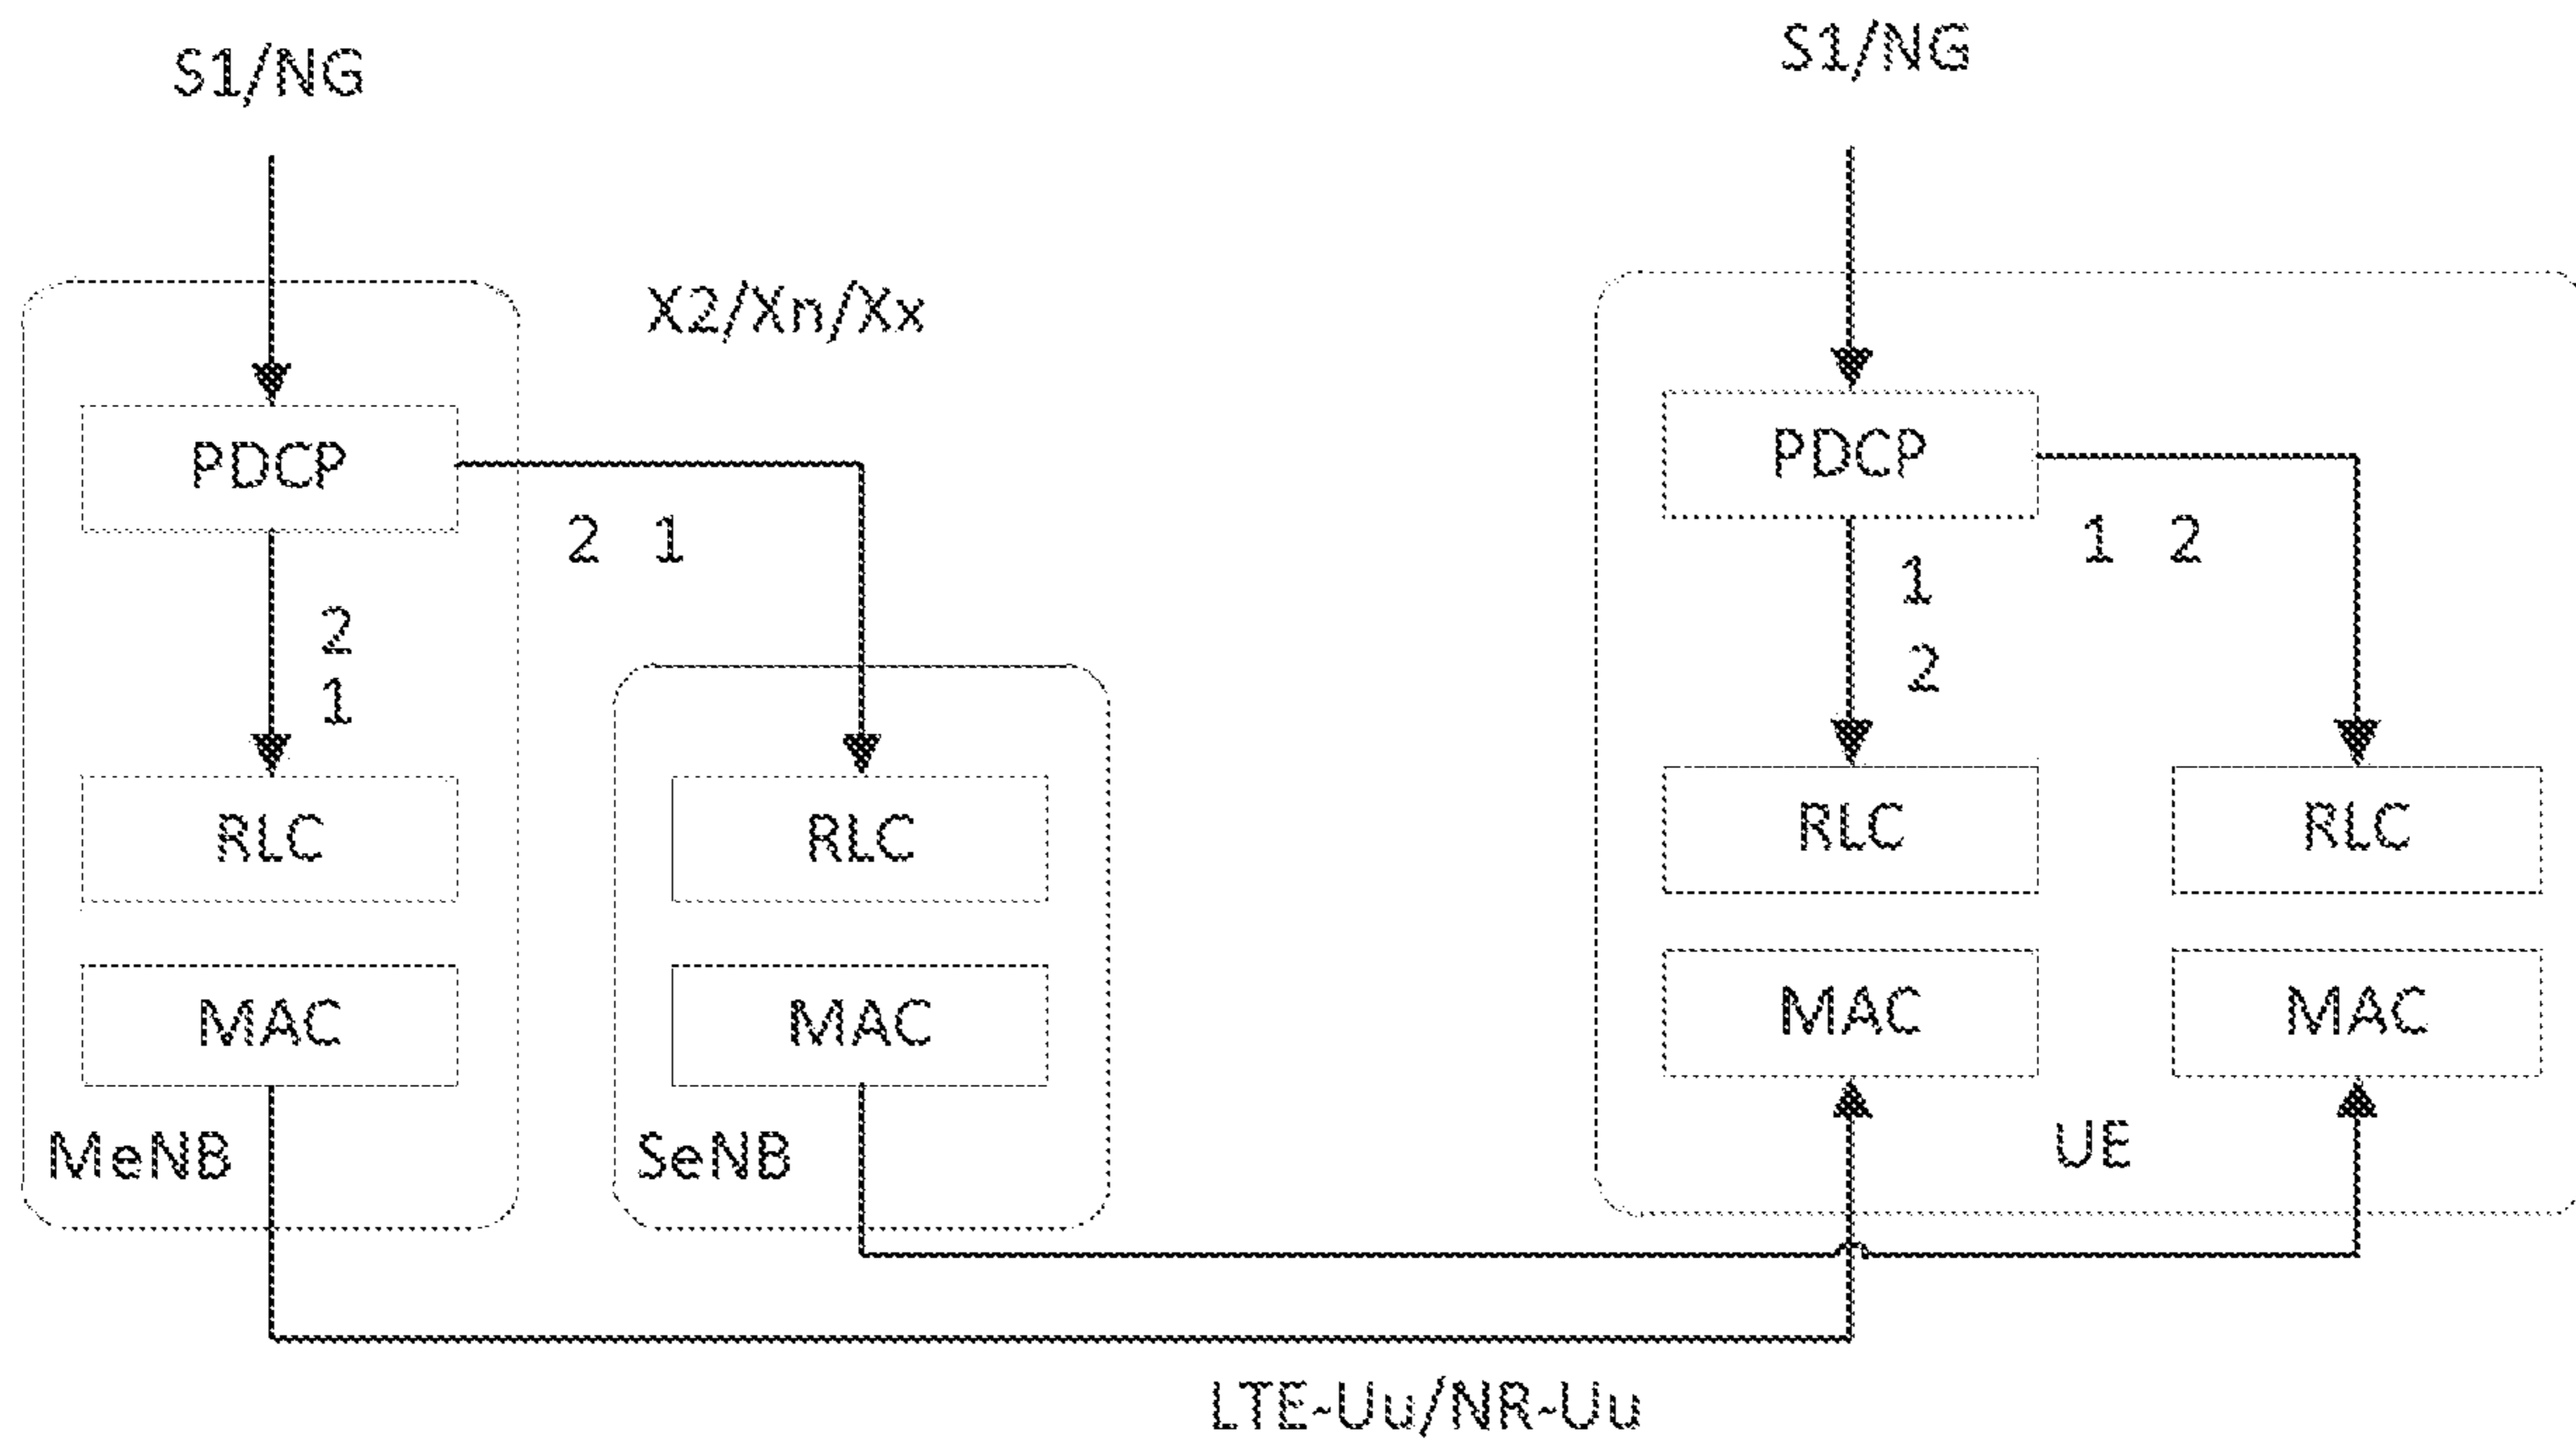 S1/NG
S1/NG
X2/Xn/Xx
PDCP
PDCP
2 1
1 2
2
1
1
2
RLC
RLC
RLC
RLC
MAC
MAC
MAC
MAC
MeNB
SeNB
UE
LTE-Uu/NR-Uu